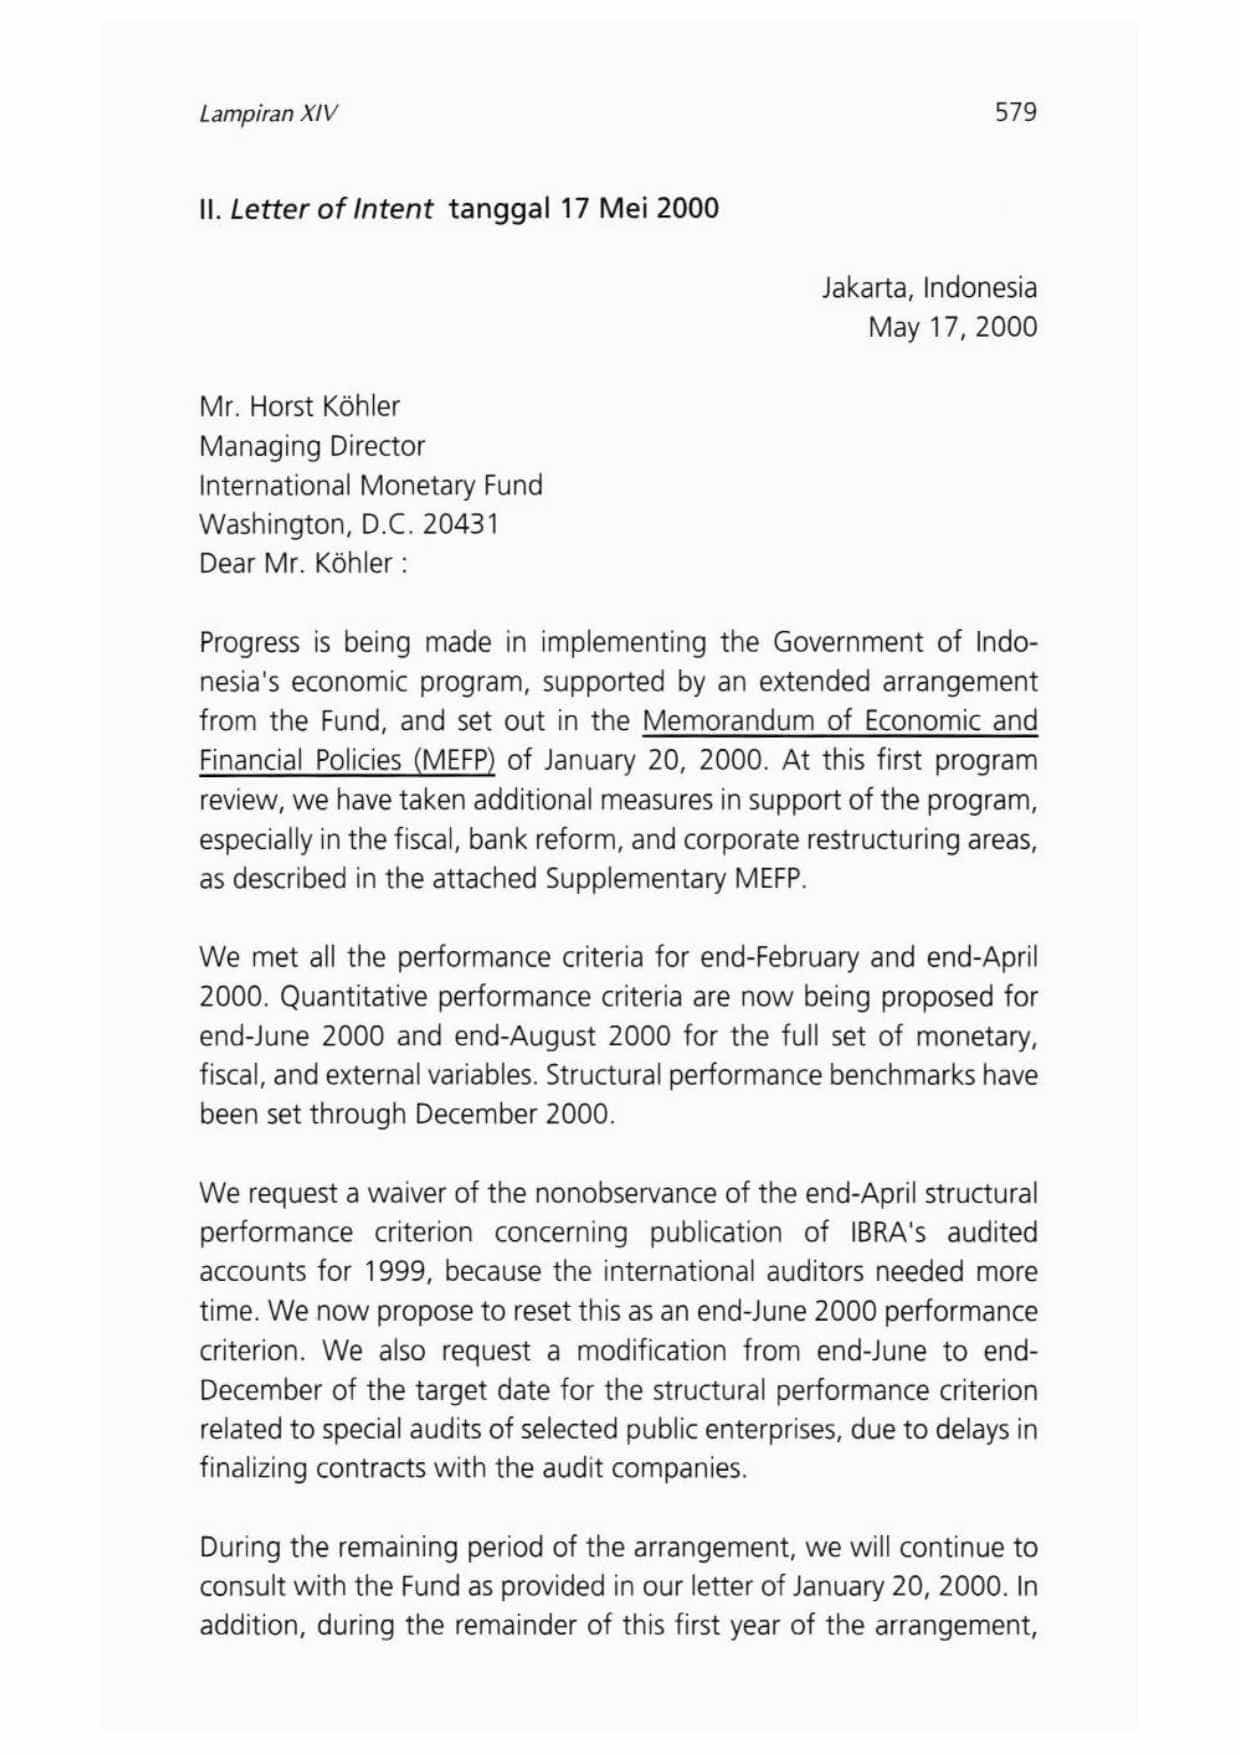 Lampiran XIV 579
II. Letter of Intent tanggal 17 Mei 2000
Jakarta, Indonesia
May 17, 2000
Mr. Horst Köhler
Managing Director
International Monetary Fund
Washington, D.C. 20431
Dear Mr. Köhler :
Progress is being made in implementing the Government of Indo-
nesia's economic program, supported by an extended arrangement
from the Fund, and set out in the Memorandum of Economic and
Financial Policies (MEFP) of January 20, 2000. At this first program
review, we have taken additional measures in support of the program,
especially in the fiscal, bank reform, and corporate restructuring areas,
as described in the attached Supplementary MEFP.
We met all the performance criteria for end-February and end-April
2000. Quantitative performance criteria are now being proposed for
end-June 2000 and end-August 2000 for the full set of monetary,
fiscal, and external variables. Structural performance benchmarks have
been set through December 2000.
We request a waiver of the nonobservance of the end-April structural
performance criterion concerning publication of IBRA's audited
accounts for 1999, because the international auditors needed more
time. We now propose to reset this as an end-June 2000 performance
criterion. We also request a modification from end-June to end-
December of the target date for the structural performance criterion
related to special audits of selected public enterprises, due to delays in
finalizing contracts with the audit companies.
During the remaining period of the arrangement, we will continue to
consult with the Fund as provided in our letter of January 20, 2000. In
addition, during the remainder of this first year of the arrangement,